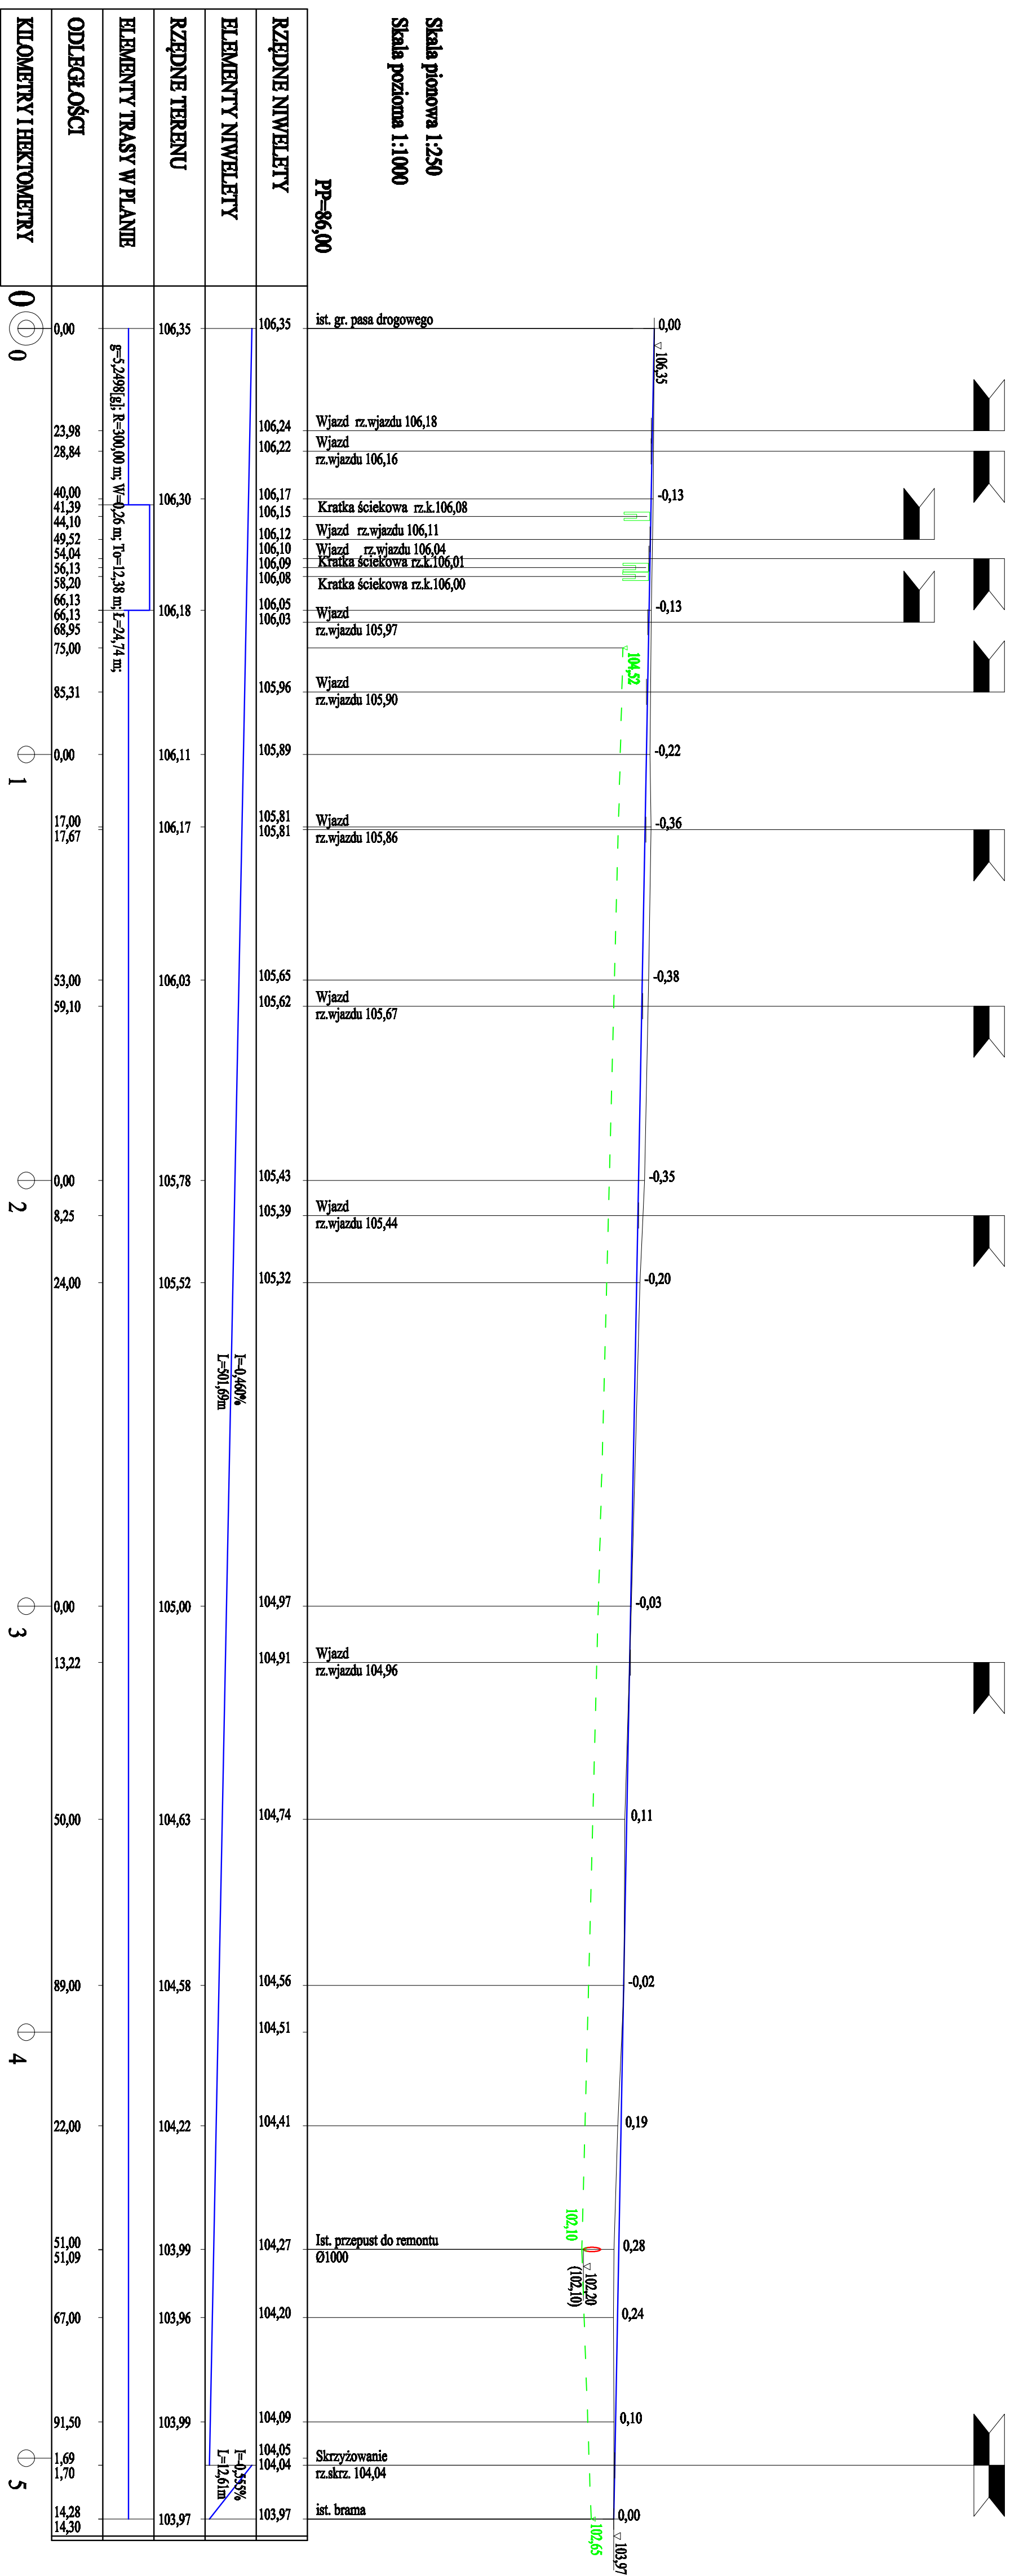 Skala pionowa 1:250
Skala pozioma 1:1000
PP=86,00
RZĘDNE NIWELETY
ELEMENTY NIWELETY
RZĘDNE TERENU
ELEMENTY TRASY W PLANIE
ODLEGŁOŚCI
KILOMETRY I HEKTOMETRY
0,00
106,35
-0,13
-0,13
104,52
-0,22
-0,36
-0,38
-0,35
-0,20
-0,03
0,11
-0,02
0,19
0,28
102,10
102,20
(102,10)
0,24
0,10
0,00
102,65
103,97
ist. gr. pasa drogowego
Wjazd rz.wjazdu 106,18
Wjazd
rz.wjazdu 106,16
Kratka ściekowa rz.k.106,08
Wjazd rz.wjazdu 106,11
Wjazd rz.wjazdu 106,04
Kratka ściekowa rz.k.106,01
Kratka ściekowa rz.k.106,00
Wjazd
rz.wjazdu 105,97
Wjazd
rz.wjazdu 105,90
Wjazd
rz.wjazdu 105,86
Wjazd
rz.wjazdu 105,67
Wjazd
rz.wjazdu 105,44
Wjazd
rz.wjazdu 104,96
Ist. przepust do remontu
Ø1000
Skrzyżowanie
rz.skrz. 104,04
ist. brama
106,35
106,24
106,22
106,17
106,15
106,12
106,10
106,09
106,08
106,05
106,03
105,96
105,89
105,81
105,81
105,65
105,62
105,43
105,39
105,32
104,97
104,91
104,74
104,56
104,51
104,41
104,27
104,20
104,09
104,05
104,04
103,97
I=-0,460%
L=501,69m
I=-0,555%
L=12,61m
106,35
106,30
106,18
106,11
106,17
106,03
105,78
105,52
105,00
104,63
104,58
104,22
103,99
103,96
103,99
103,97
g=5,2498[g]; R=300,00 m; W=0,26 m; To=12,38 m; Ł=24,74 m;
0,00
23,98
28,84
40,00
41,39
44,10
49,52
54,04
56,13
58,20
66,13
66,13
68,95
75,00
85,31
0,00
17,00
17,67
53,00
59,10
0,00
8,25
24,00
0,00
13,22
50,00
89,00
22,00
51,00
51,09
67,00
91,50
1,69
1,70
14,28
14,30
0
0
1
2
3
4
5